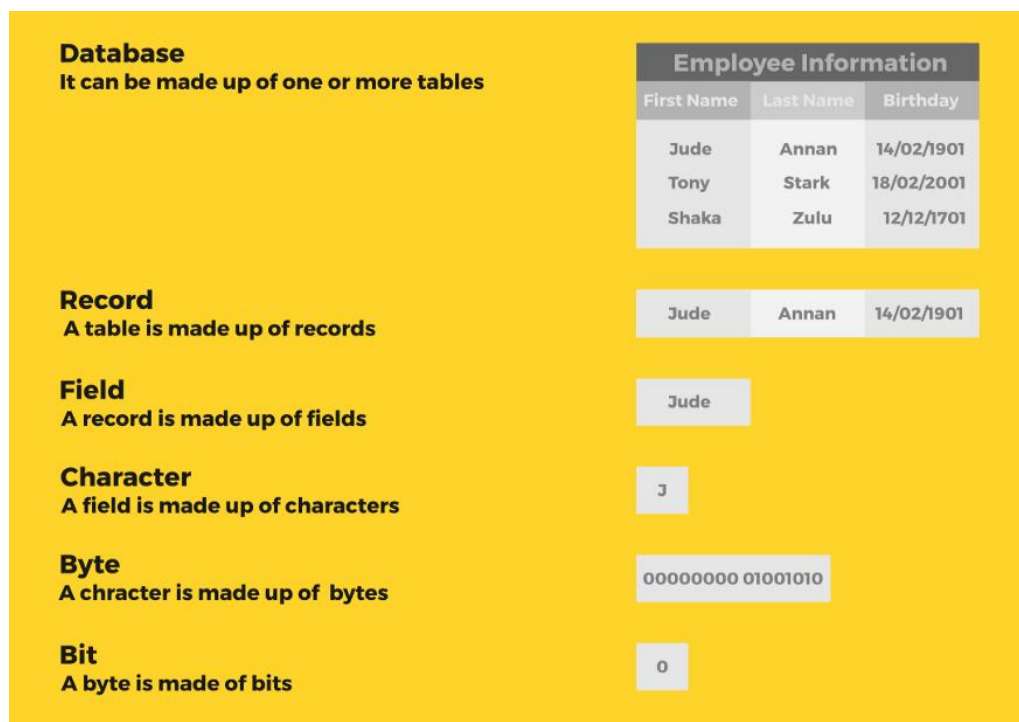 Database
It can be made up of one or more tables
Employee Information
First Name Last Name Birthday
Jude Annan 14/02/1901
Tony Stark 18/02/2001
Shaka Zulu 12/12/1701
Record
A table is made up of records
Jude Annan 14/02/1901
Field
A record is made up of fields
Jude
Character
A field is made up of characters
J
Byte
A chracter is made up of bytes
00000000 01001010
Bit
A byte is made of bits
0